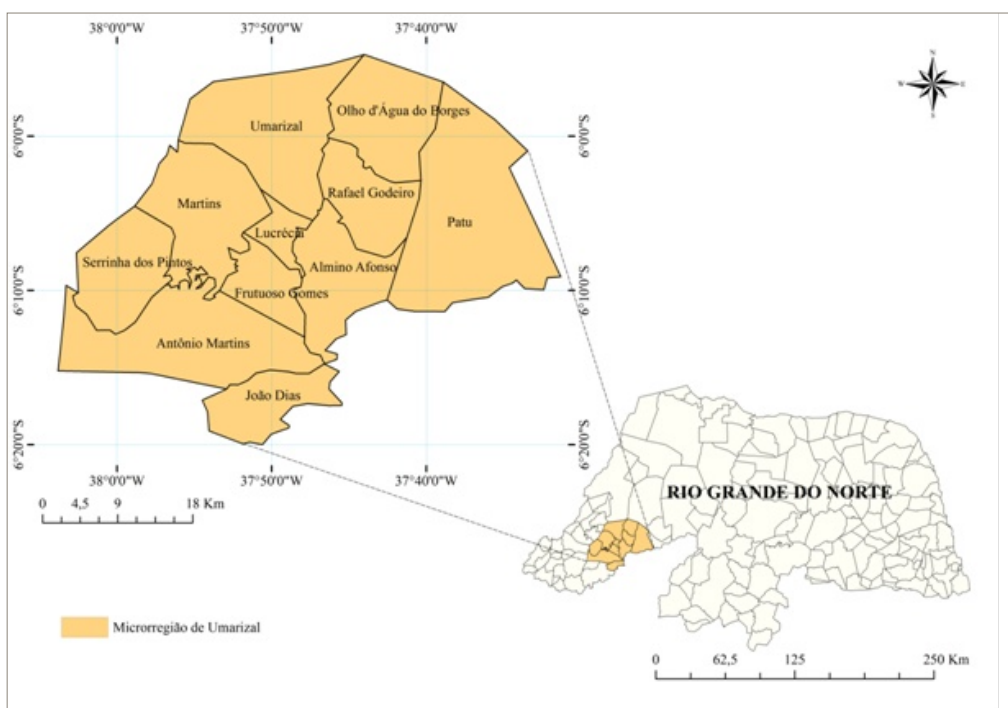 38°0'0"W 37°50'0"W 37°40'0"W
N
W E
S
6°0'0"S 6°0'0"S
6°10'0"S 6°10'0"S
6°20'0"S 6°20'0"S
Olho d'Água do Borges
Umarizal
Rafael Godeiro
Martins
Patu
Lucrécia
Serrinha dos Pintos
Almino Afonso
Frutuoso Gomes
Antônio Martins
João Dias
38°0'0"W 37°50'0"W 37°40'0"W
0 4,5 9 18 Km
RIO GRANDE DO NORTE
Microrregião de Umarizal
0 62,5 125 250 Km